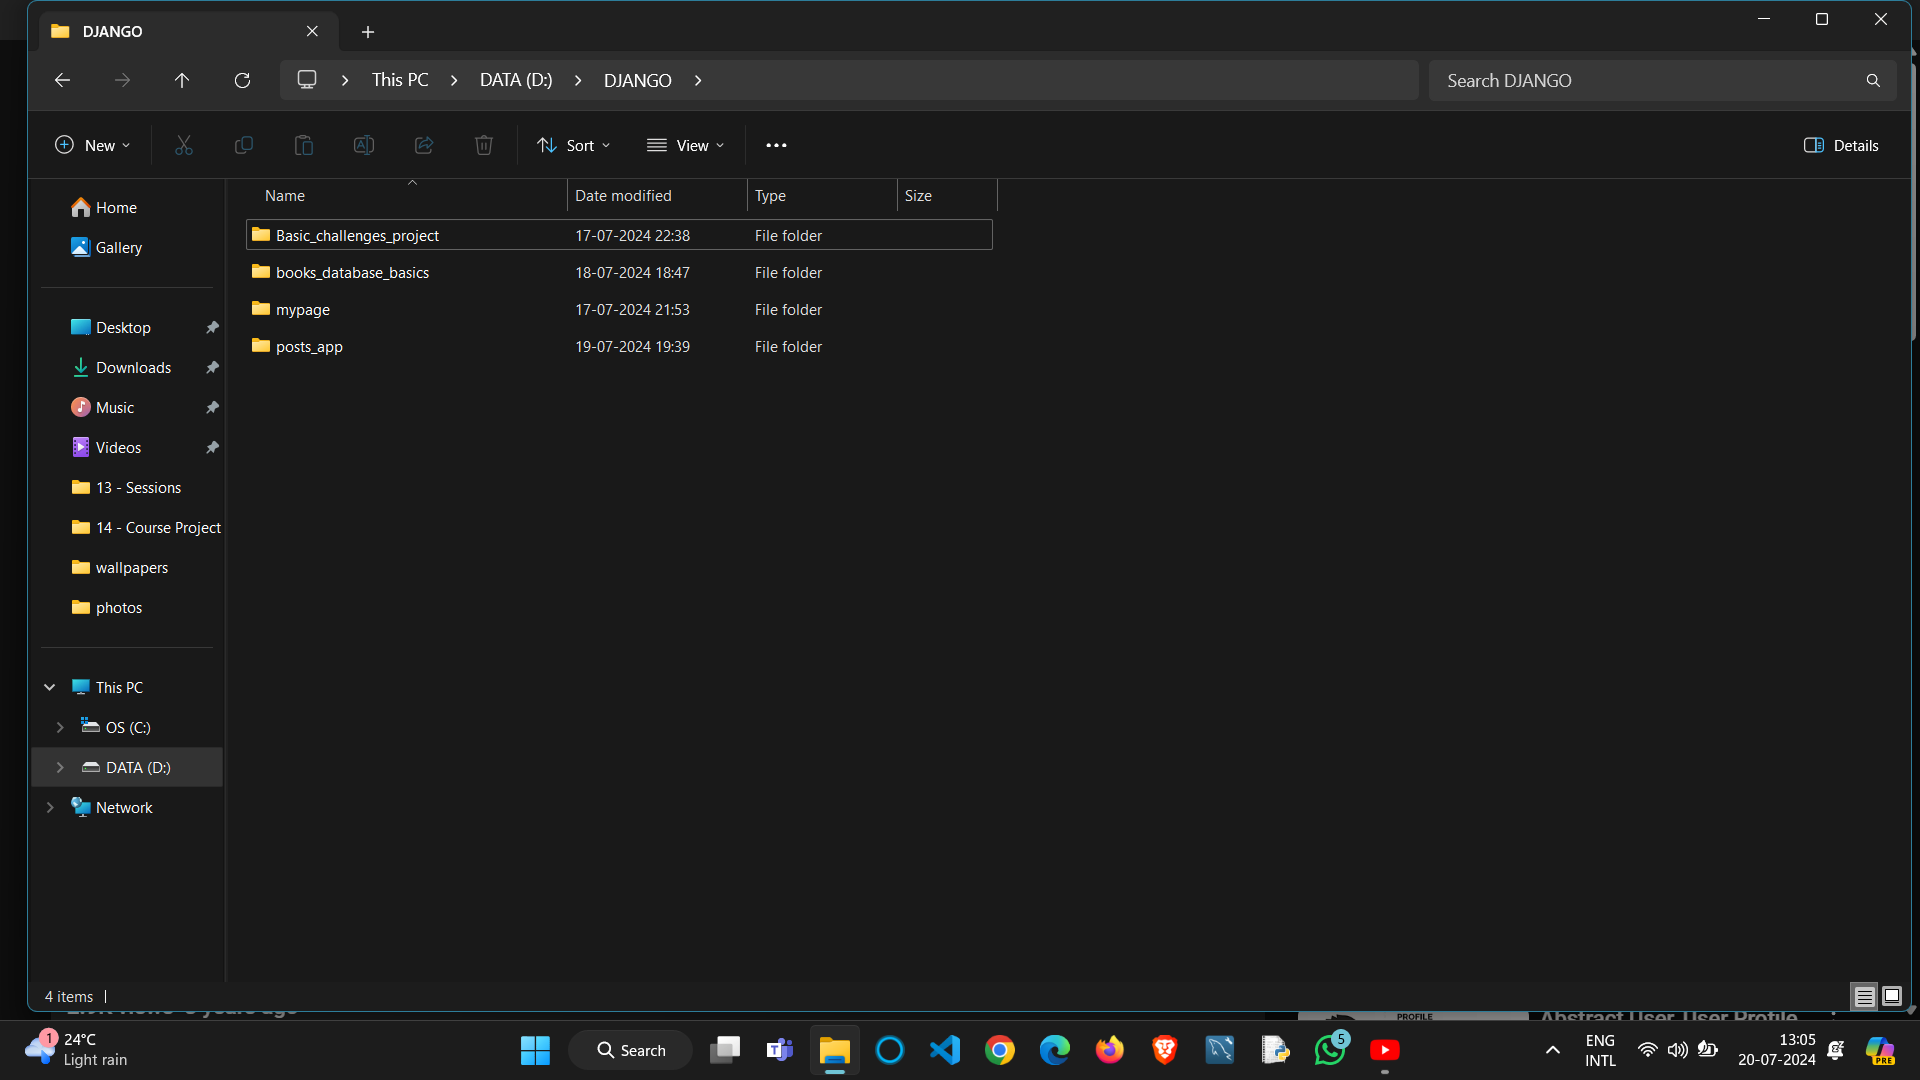 DJANGO
This PC
DATA (D:)
DJANGO
Search DJANGO
New
Sort
View
Details
Name
Date modified
Type
Size
Home
Gallery
Desktop
Downloads
Music
Videos
13 - Sessions
14 - Course Project
wallpapers
photos
This PC
OS (C:)
DATA (D:)
Network
Basic_challenges_project 17-07-2024 22:38 File folder
books_database_basics 18-07-2024 18:47 File folder
mypage 17-07-2024 21:53 File folder
posts_app 19-07-2024 19:39 File folder
4 items
years ago
PROFILE
Abstract User, User Profile
1
24°C
Light rain
Search
5
ENG
INTL
13:05
20-07-2024
PRE